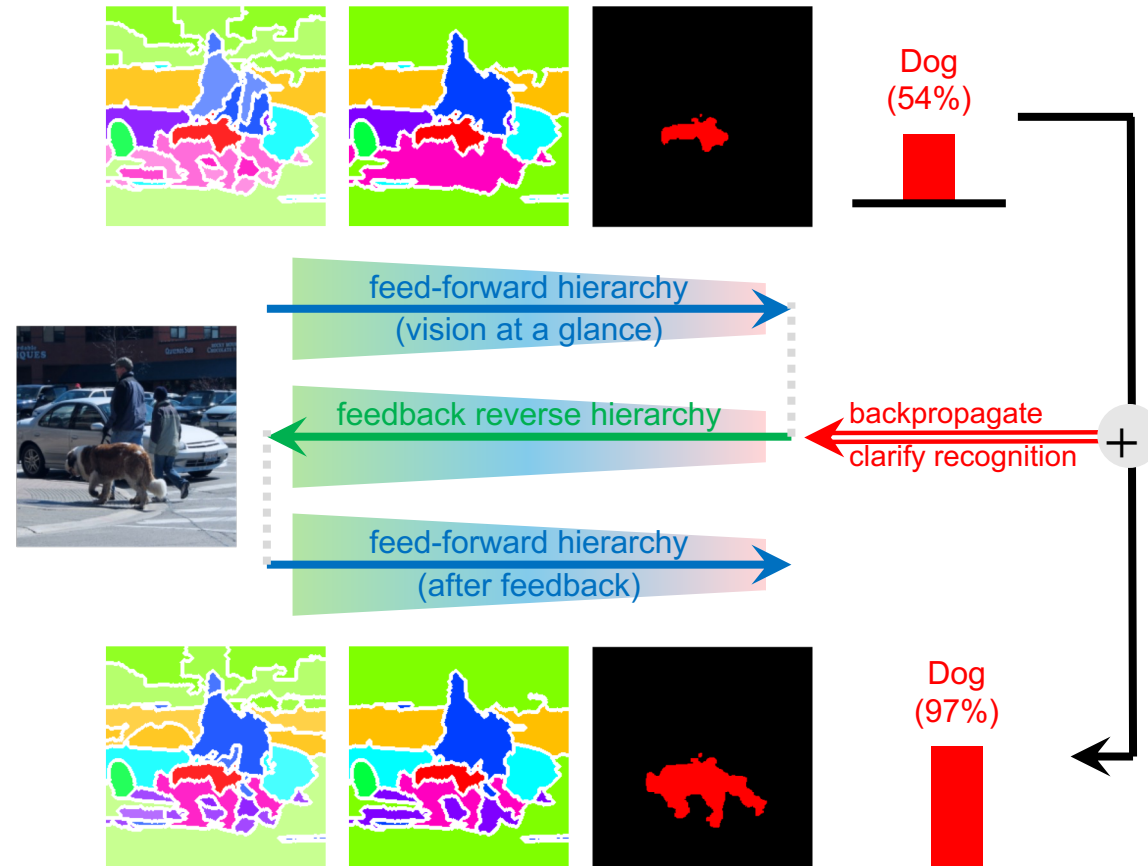 Dog
(54%)
feed-forward hierarchy
(vision at a glance)
feedback reverse hierarchy
backpropagate
clarify recognition
+
feed-forward hierarchy
(after feedback)
Dog
(97%)